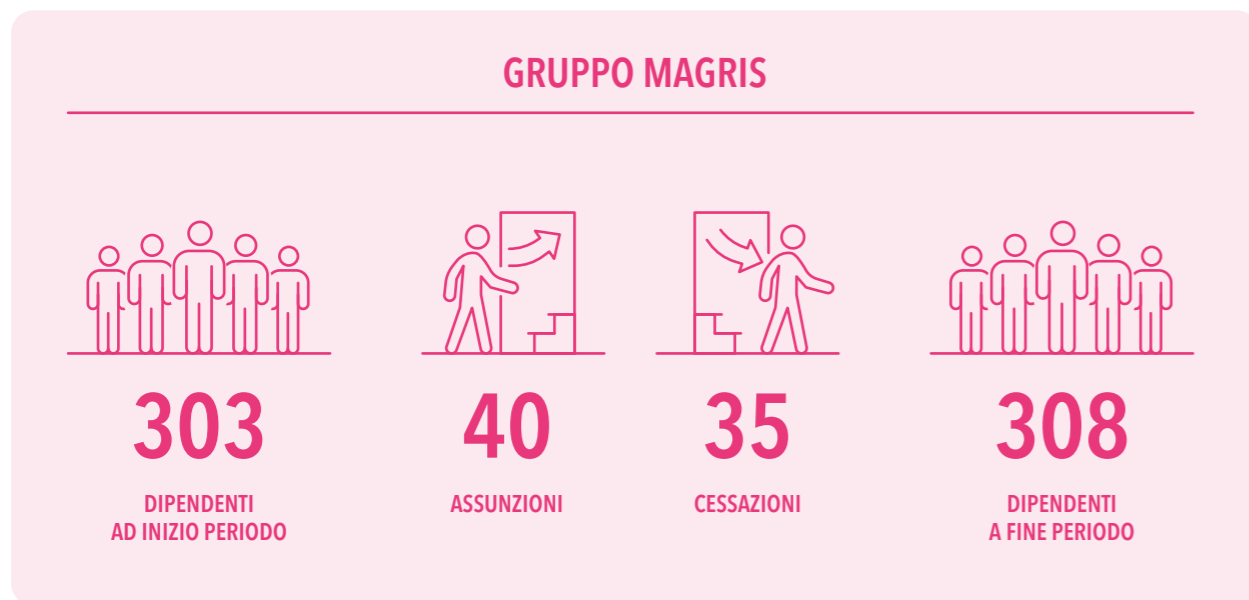 GRUPPO MAGRIS
303
DIPENDENTI
AD INIZIO PERIODO
40
ASSUNZIONI
35
CESSAZIONI
308
DIPENDENTI
A FINE PERIODO